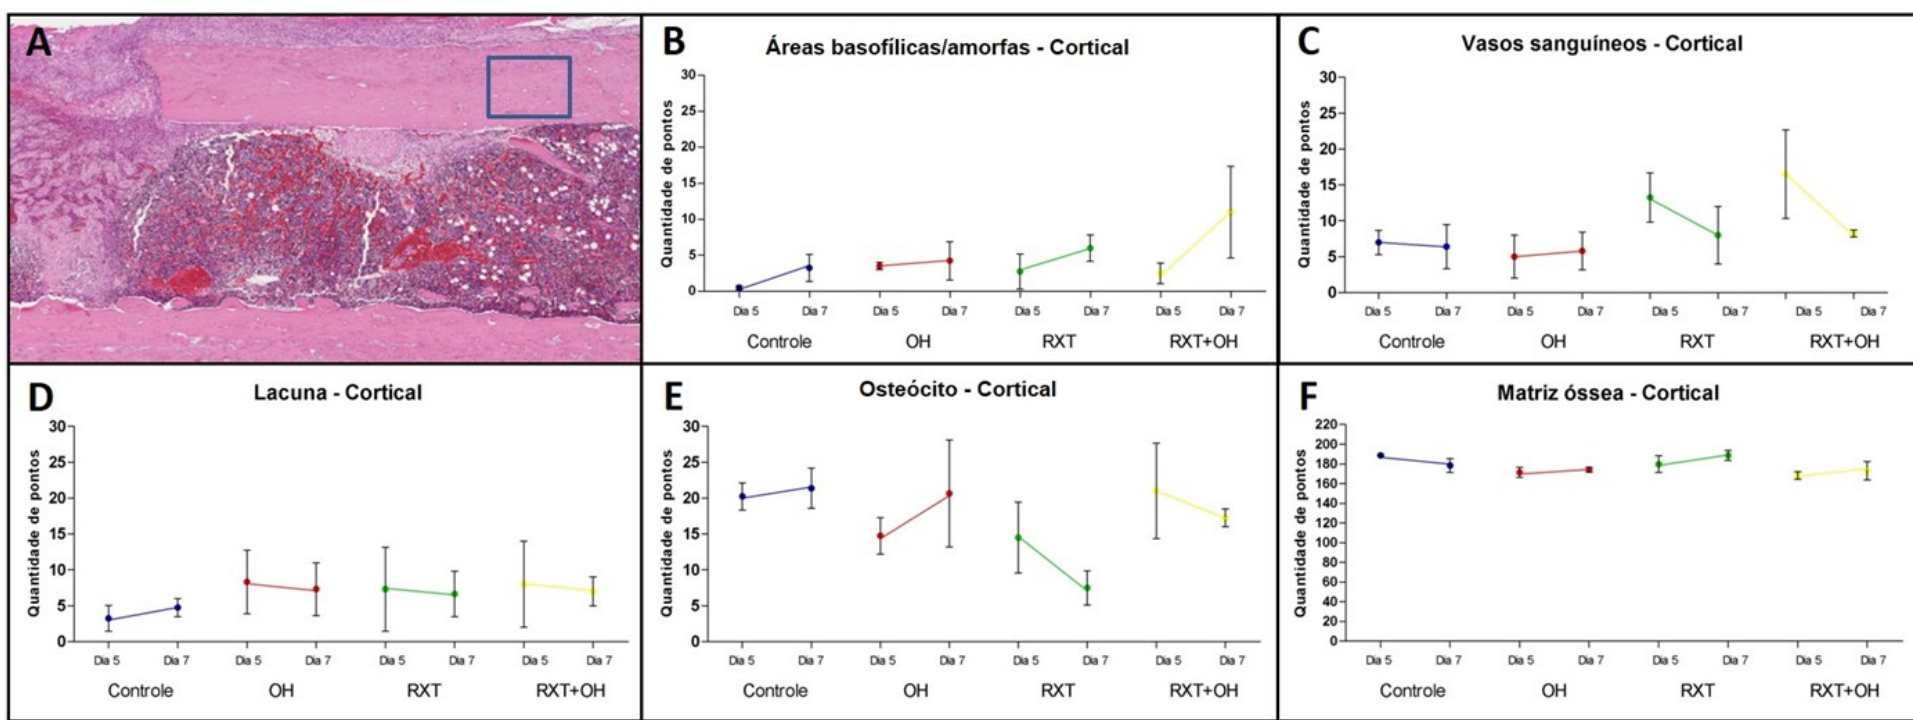 A
B
Áreas basofílicas/amorfas - Cortical
Quantidade de pontos
30
25
20
15
10
5
0
Dia 5 Dia 7 Dia 5 Dia 7 Dia 5 Dia 7 Dia 5 Dia 7
Controle OH RXT RXT+OH
C
Vasos sanguíneos - Cortical
Quantidade de pontos
30
25
20
15
10
5
0
Dia 5 Dia 7 Dia 5 Dia 7 Dia 5 Dia 7 Dia 5 Dia 7
Controle OH RXT RXT+OH
D
Lacuna - Cortical
Quantidade de pontos
30
25
20
15
10
5
0
Dia 5 Dia 7 Dia 5 Dia 7 Dia 5 Dia 7 Dia 5 Dia 7
Controle OH RXT RXT+OH
E
Osteócito - Cortical
Quantidade de pontos
30
25
20
15
10
5
0
Dia 5 Dia 7 Dia 5 Dia 7 Dia 5 Dia 7 Dia 5 Dia 7
Controle OH RXT RXT+OH
F
Matriz óssea - Cortical
Quantidade de pontos
220
200
180
160
140
120
100
80
60
40
20
0
Dia 5 Dia 7 Dia 5 Dia 7 Dia 5 Dia 7 Dia 5 Dia 7
Controle OH RXT RXT+OH